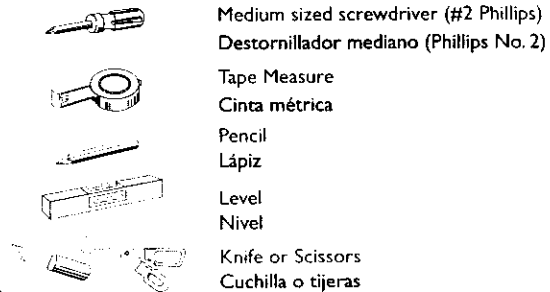 Medium sized screwdriver (#2 Phillips)
Destornillador mediano (Phillips No. 2)
Tape Measure
Cinta métrica
Pencil
Lápiz
Level
Nivel
Knife or Scissors
Cuchilla o tijeras